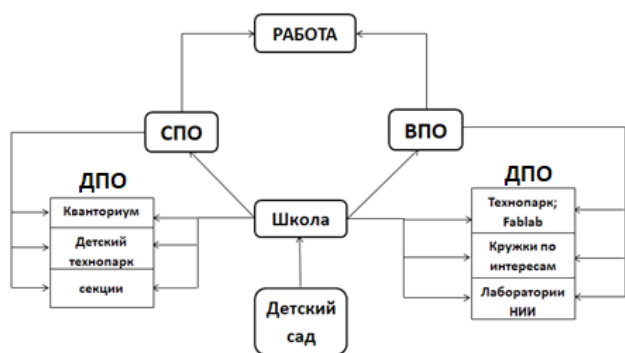 РАБОТА
СПО
ВПО
ДПО
Кванториум
Детский
технопарк
секции
Школа
ДПО
Технопарк;
Fablab
Кружки по
интересам
Лаборатории
НИИ
Детский
сад